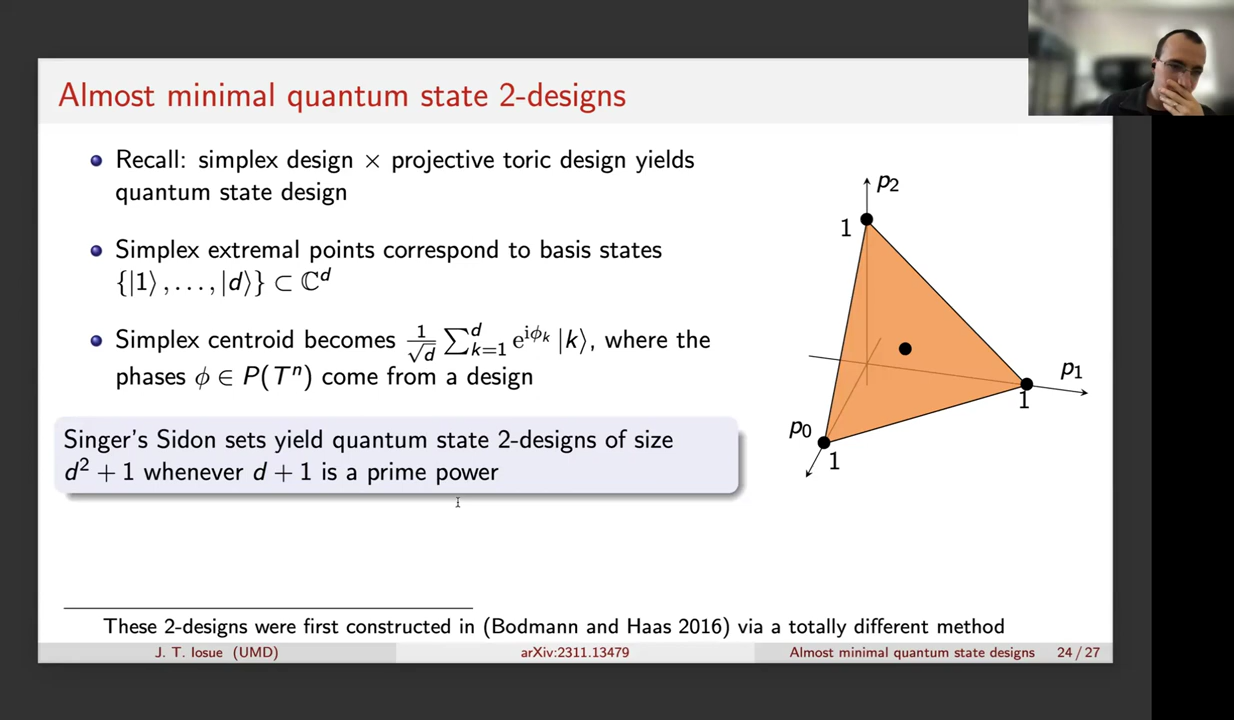 Almost minimal quantum state 2-designs
Recall: simplex design × projective toric design yields
quantum state design
Simplex extremal points correspond to basis states
{|1⟩, . . . , |d⟩} ⊂ ℂᵈ
Simplex centroid becomes 1/√d ∑ᵈₖ₌₁ e^{iϕₖ} |k⟩, where the
phases ϕ ∈ P(Tⁿ) come from a design
Singer's Sidon sets yield quantum state 2-designs of size
d² + 1 whenever d + 1 is a prime power
p₂
1
p₁
1
p₀
1
These 2-designs were first constructed in (Bodmann and Haas 2016) via a totally different method
J. T. Iosue (UMD)
arXiv:2311.13479
Almost minimal quantum state designs
24 / 27